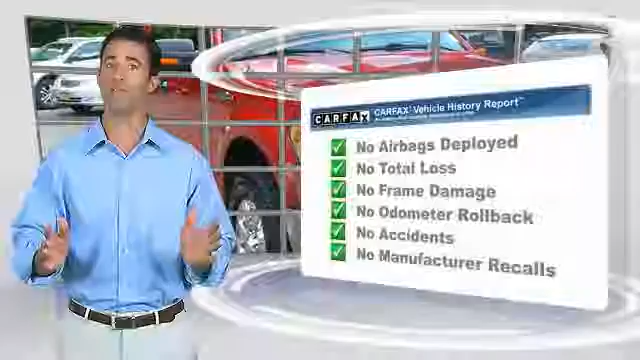 CARFAX CARFAX Vehicle History Report™
No Airbags Deployed
No Total Loss
No Frame Damage
No Odometer Rollback
No Accidents
No Manufacturer Recalls